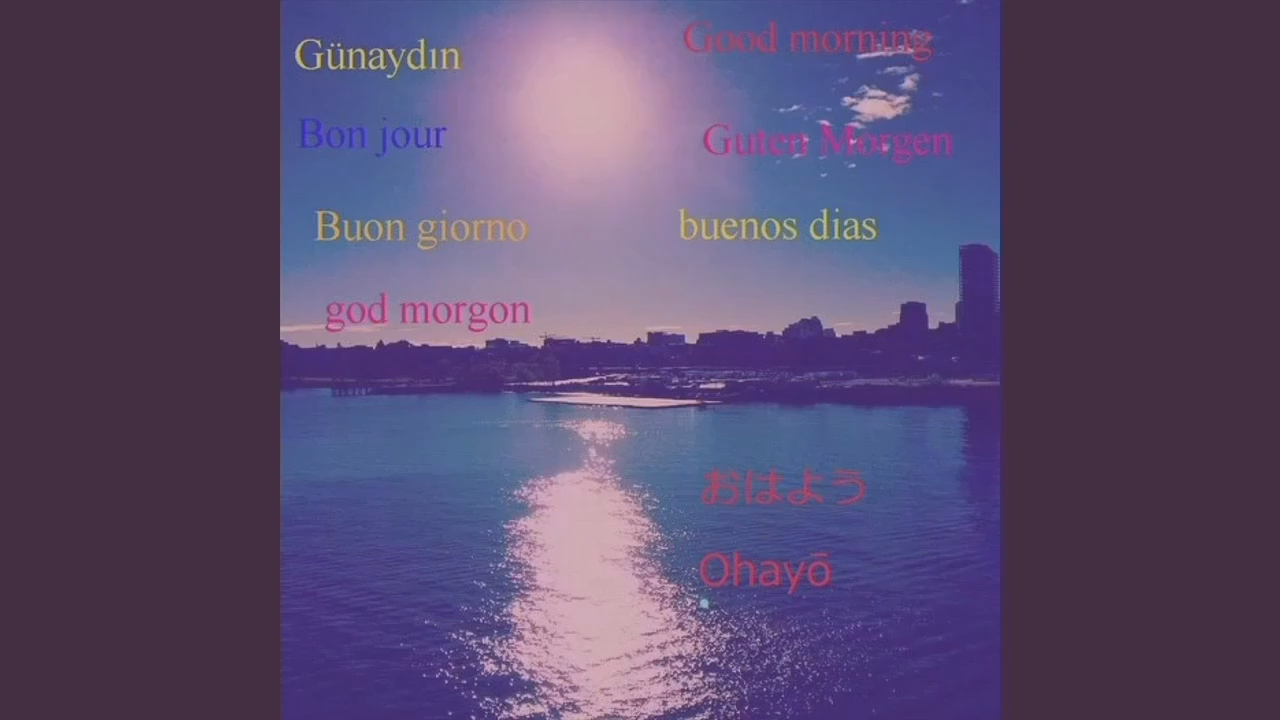 Günaydın
Good morning
Bon jour
Guten Morgen
Buon giorno
buenos dias
god morgon
おはよう
Ohayō